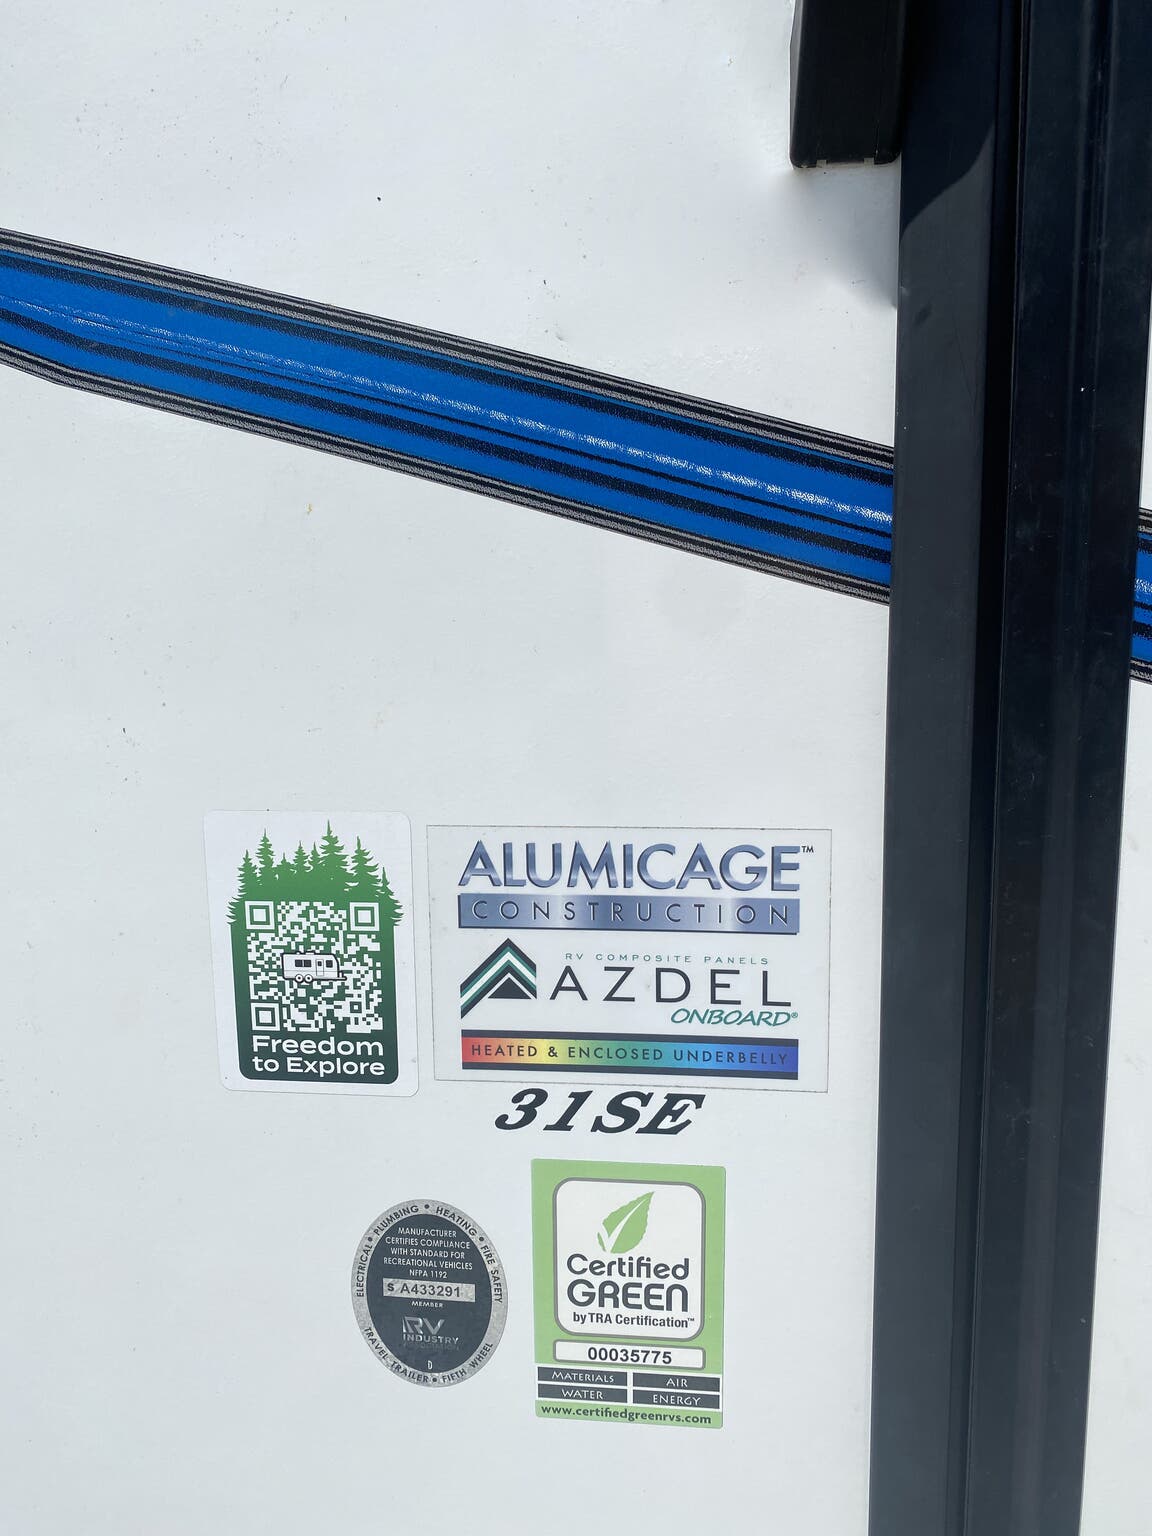 Freedom
to Explore
ALUMICAGE™
CONSTRUCTION
RV COMPOSITE PANELS
AZDEL
ONBOARD®
HEATED & ENCLOSED UNDERBELLY
31SE
ELECTRICAL • PLUMBING • HEATING • FIRE SAFETY
MANUFACTURER
CERTIFIES COMPLIANCE
WITH STANDARD FOR
RECREATIONAL VEHICLES
NFPA 1192
S A433291
MEMBER
RV
INDUSTRY
ASSOCIATION
D
TRAVEL TRAILER • FIFTH WHEEL
Certified
GREEN
by TRA Certification™
00035775
MATERIALS AIR
WATER ENERGY
www.certifiedgreenrvs.com